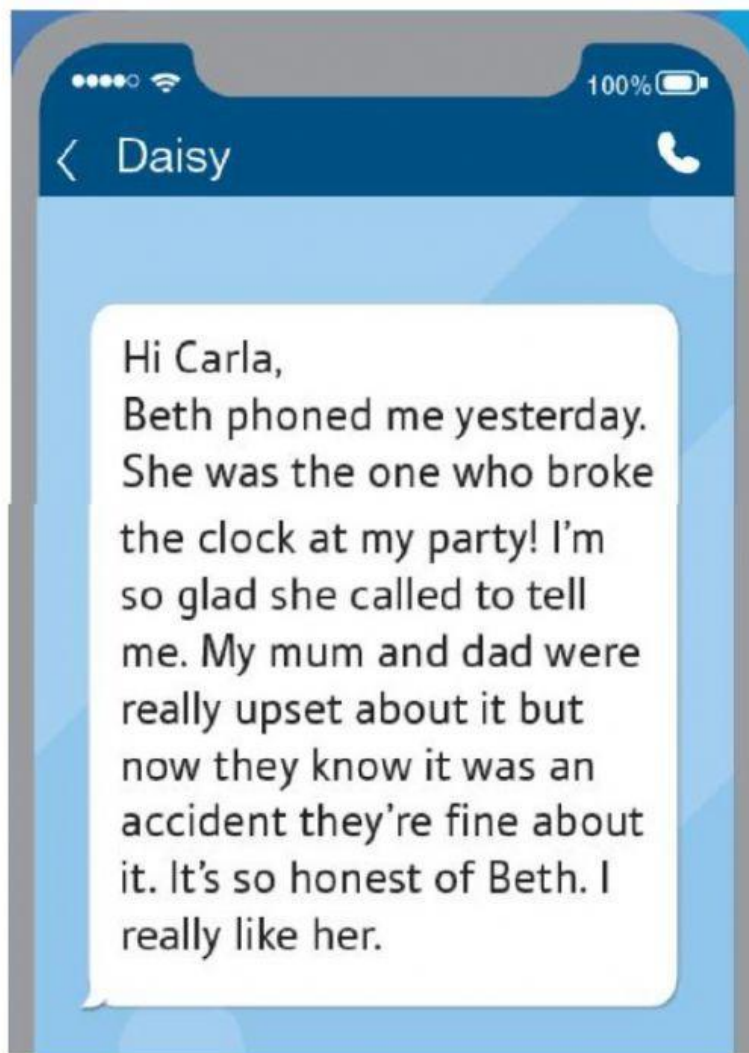 100%
Daisy
Hi Carla,
Beth phoned me yesterday.
She was the one who broke
the clock at my party! I'm
so glad she called to tell
me. My mum and dad were
really upset about it but
now they know it was an
accident they're fine about
it. It's so honest of Beth. I
really like her.